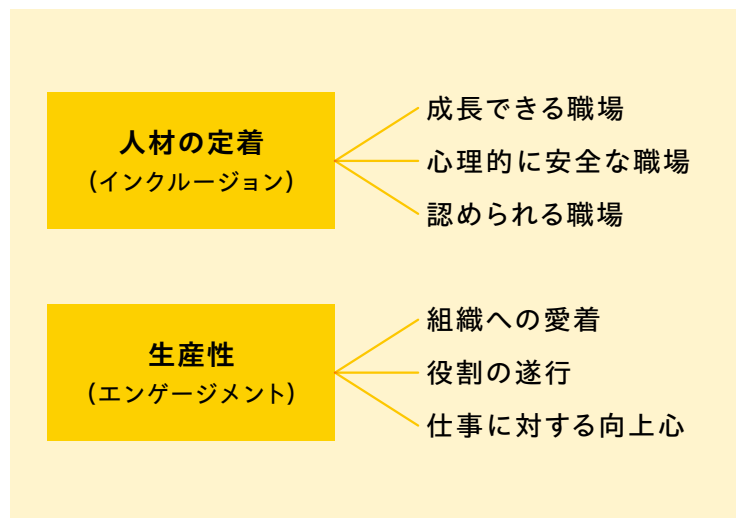 人材の定着
(インクルージョン)
成長できる職場
心理的に安全な職場
認められる職場
生産性
(エンゲージメント)
組織への愛着
役割の遂行
仕事に対する向上心